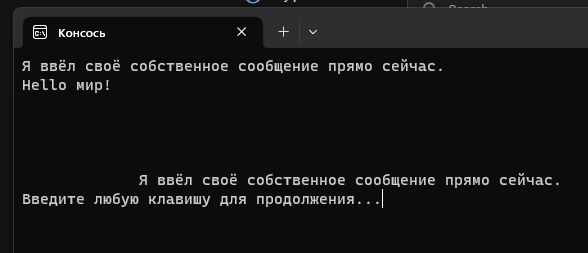 Консось
Я ввёл своё собственное сообщение прямо сейчас.
Hello мир!
Я ввёл своё собственное сообщение прямо сейчас.
Введите любую клавишу для продолжения...